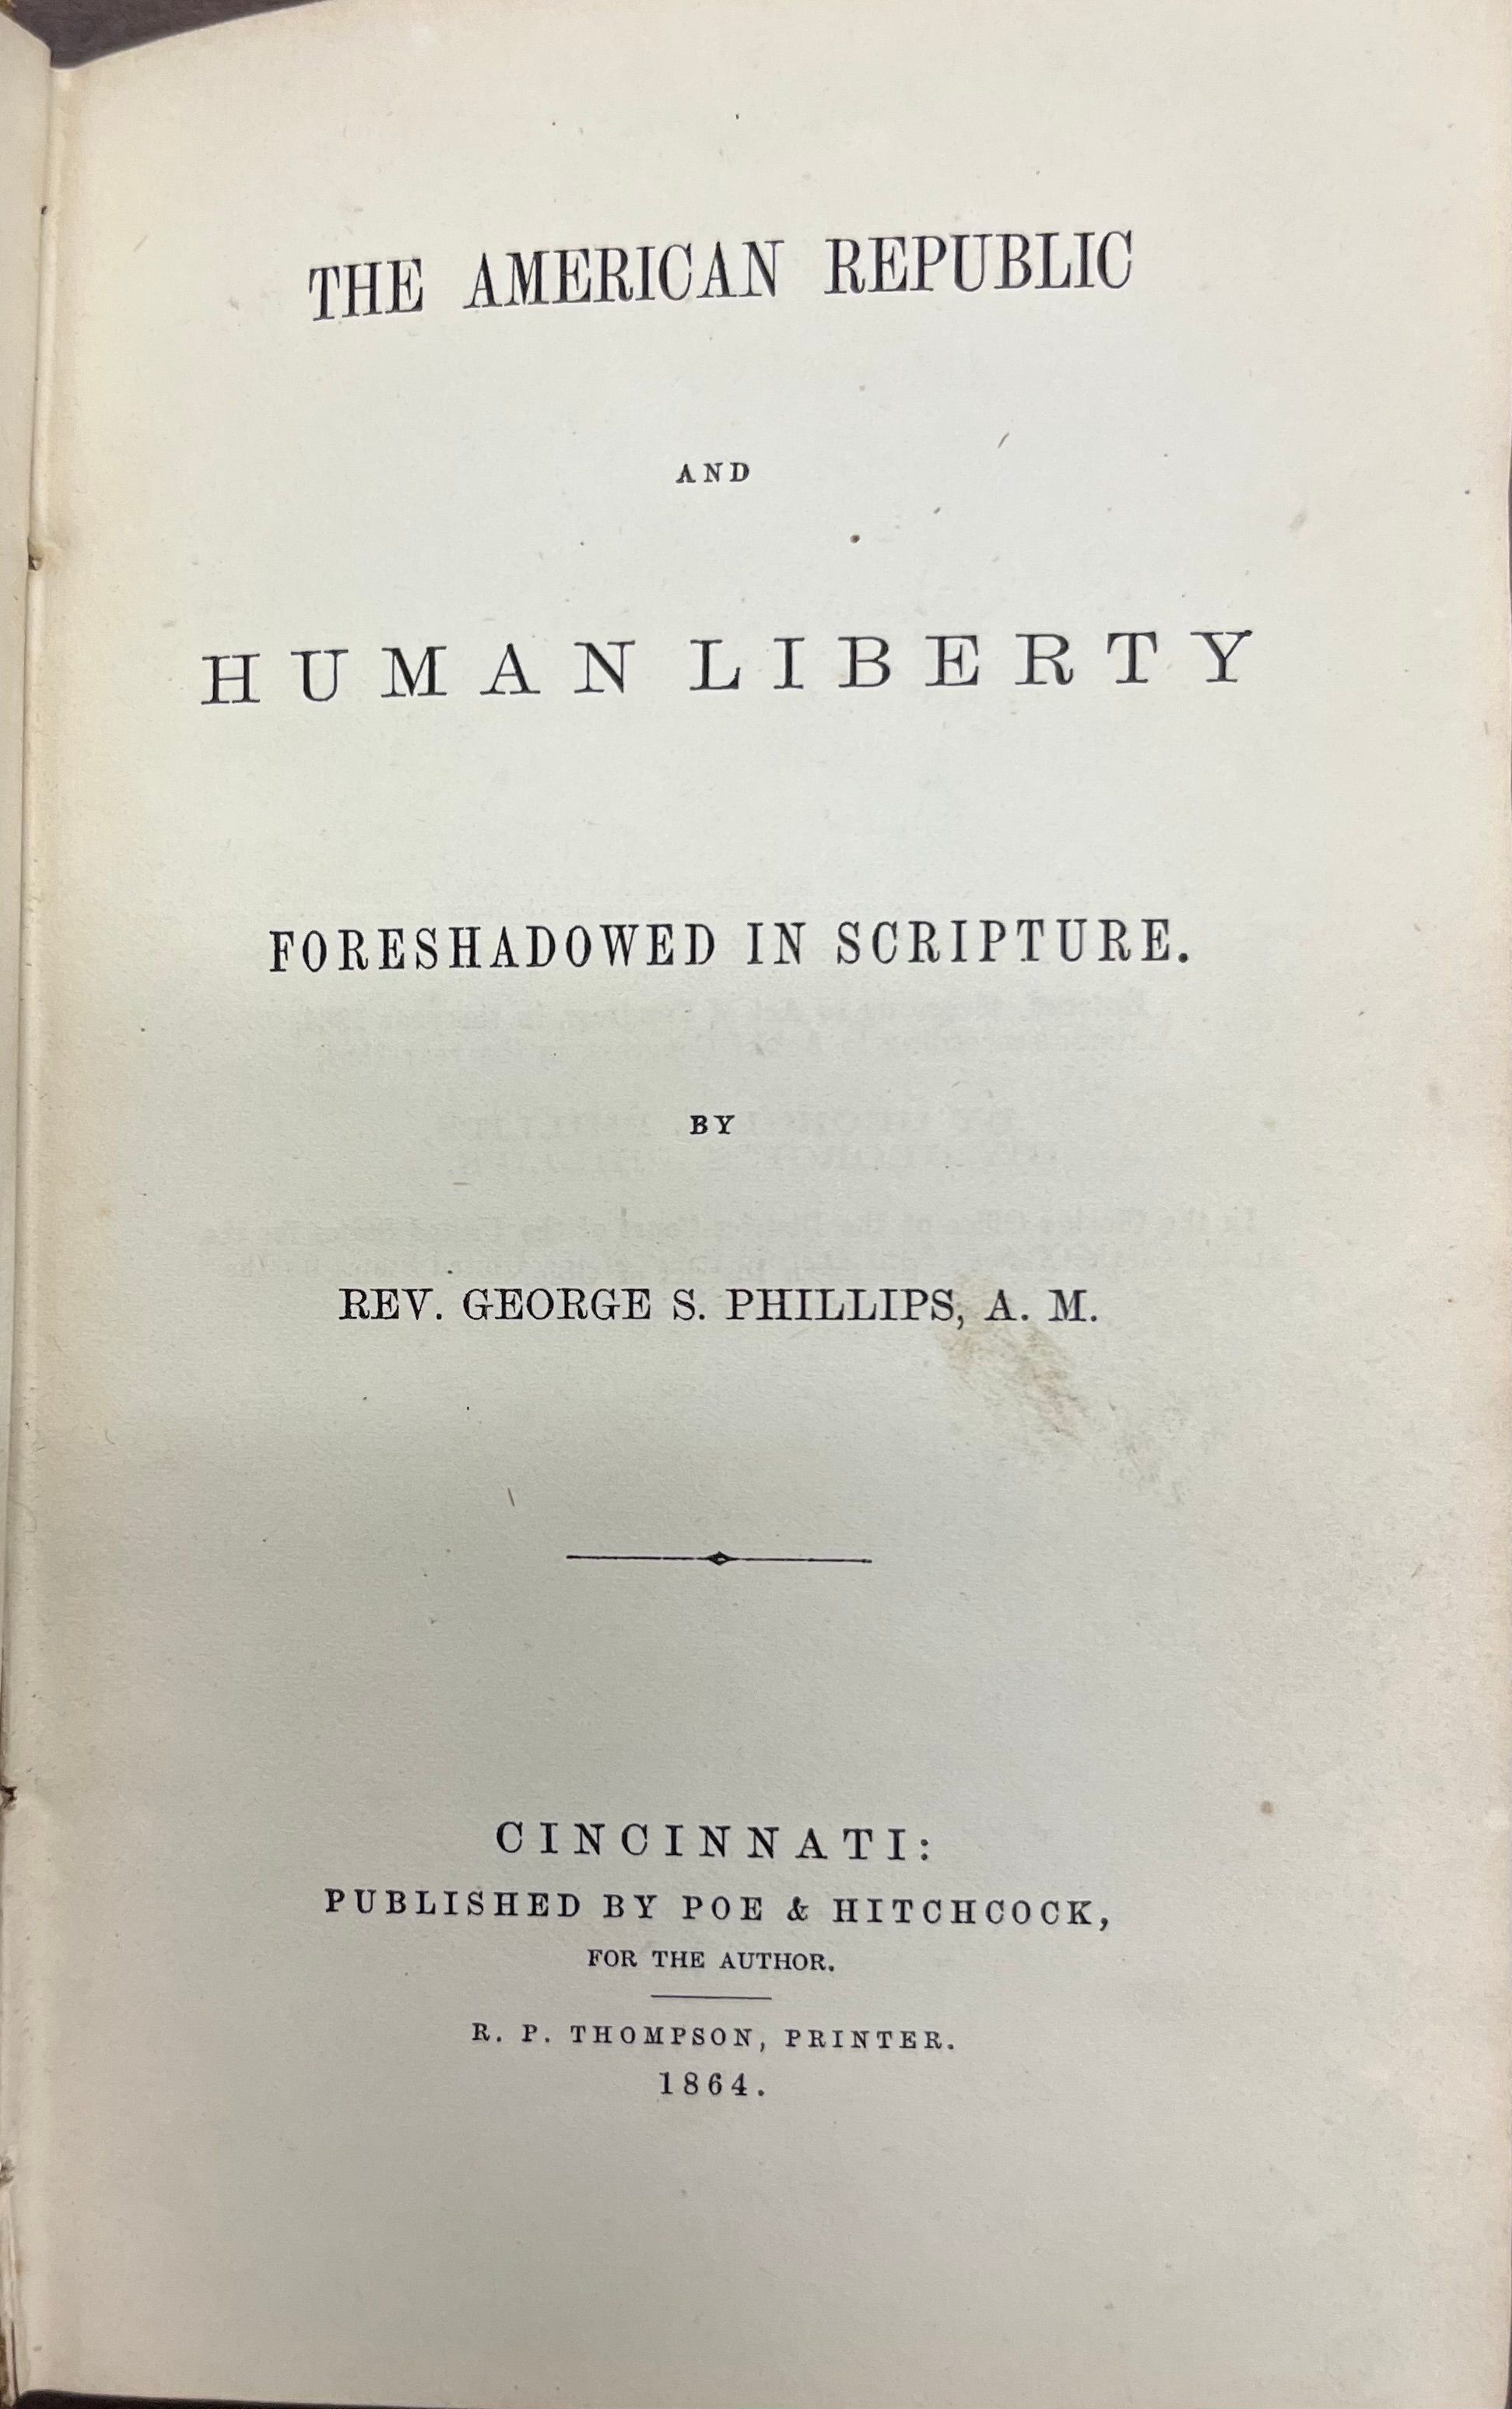 THE AMERICAN REPUBLIC
AND
HUMAN LIBERTY
FORESHADOWED IN SCRIPTURE.
BY
REV. GEORGE S. PHILLIPS, A. M.
CINCINNATI:
PUBLISHED BY POE & HITCHCOCK,
FOR THE AUTHOR.
R. P. THOMPSON, PRINTER.
1864.